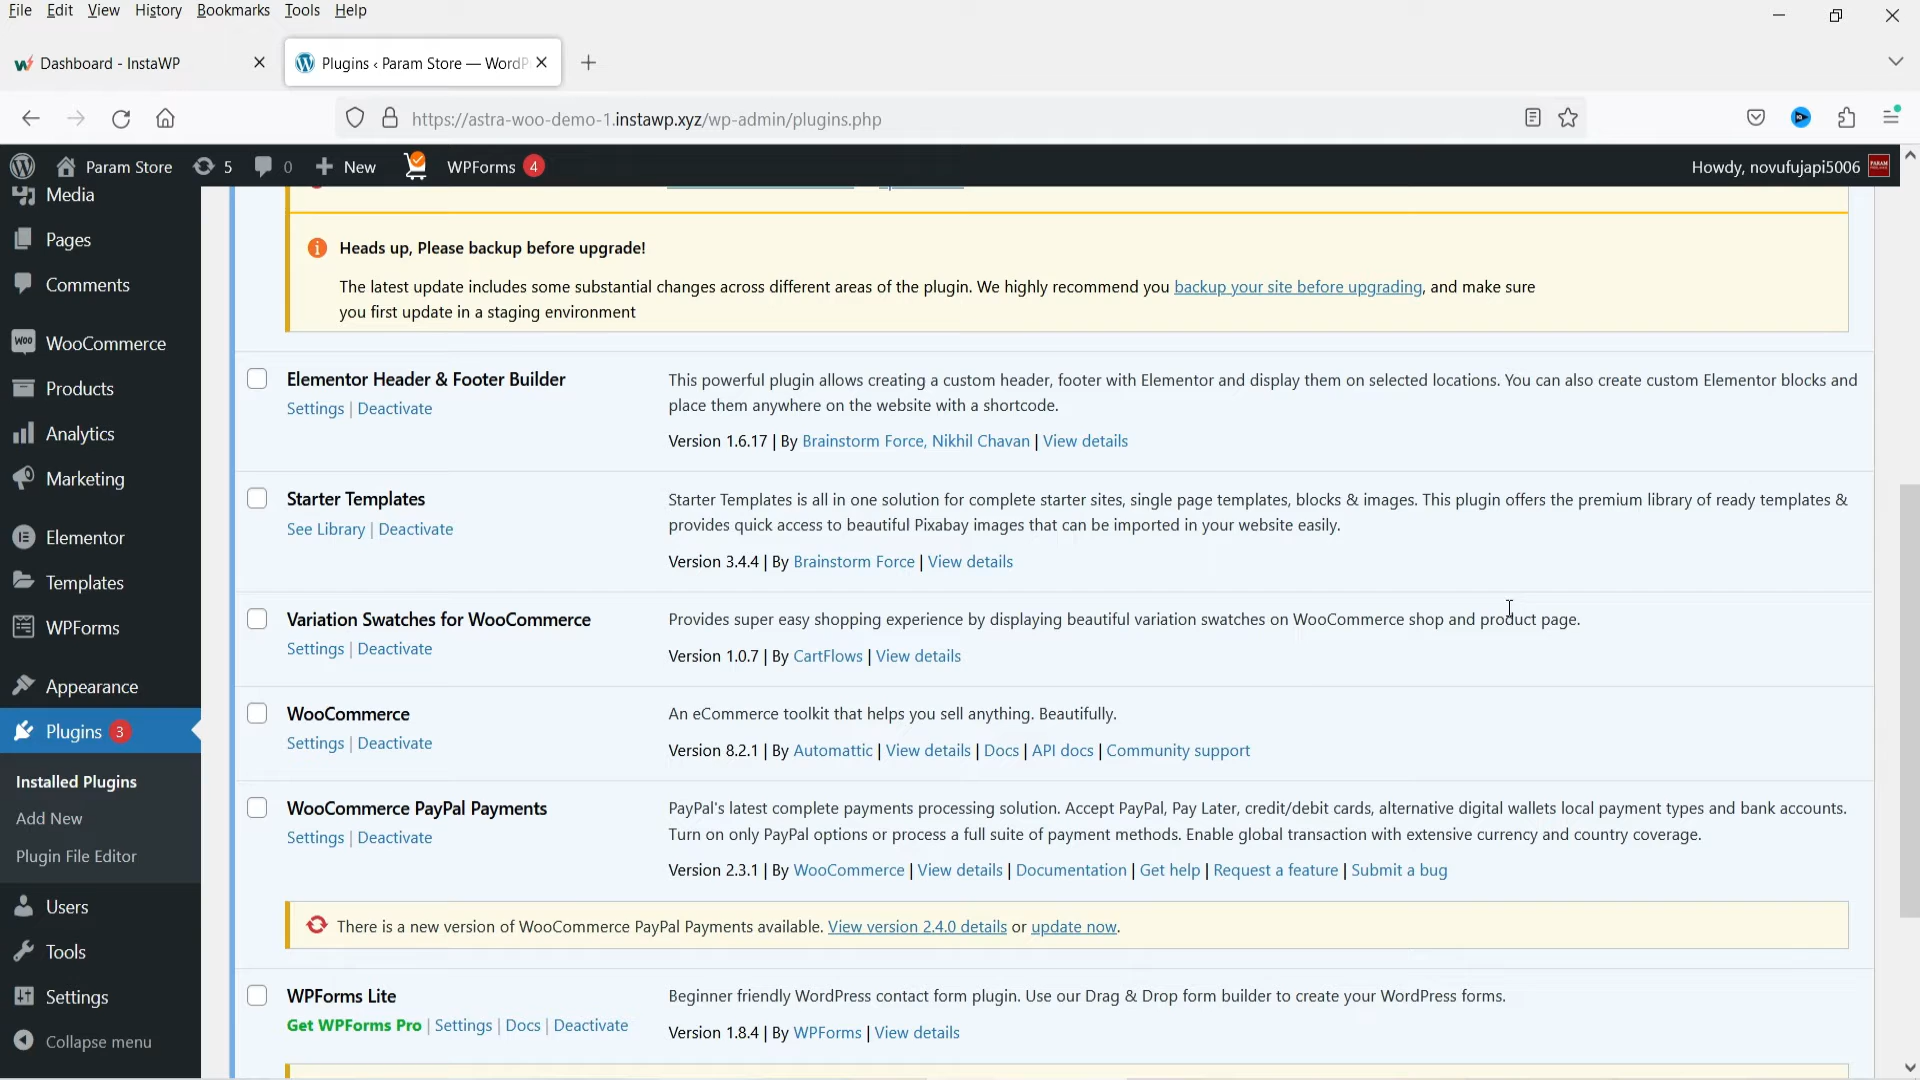 File Edit View History Bookmarks Tools Help
Dashboard - InstaWP
Plugins ‹ Param Store — WordP
https://astra-woo-demo-1.instawp.xyz/wp-admin/plugins.php
Param Store 5 0 New WPForms 4 Howdy, novufujapi5006
Media
Pages
Comments
WooCommerce
Products
Analytics
Marketing
Elementor
Templates
WPForms
Appearance
Plugins 3
Installed Plugins
Add New
Plugin File Editor
Users
Tools
Settings
Collapse menu
Heads up, Please backup before upgrade!
The latest update includes some substantial changes across different areas of the plugin. We highly recommend you backup your site before upgrading, and make sure
you first update in a staging environment
Elementor Header & Footer Builder
Settings | Deactivate
This powerful plugin allows creating a custom header, footer with Elementor and display them on selected locations. You can also create custom Elementor blocks and
place them anywhere on the website with a shortcode.
Version 1.6.17 | By Brainstorm Force, Nikhil Chavan | View details
Starter Templates
See Library | Deactivate
Starter Templates is all in one solution for complete starter sites, single page templates, blocks & images. This plugin offers the premium library of ready templates &
provides quick access to beautiful Pixabay images that can be imported in your website easily.
Version 3.4.4 | By Brainstorm Force | View details
Variation Swatches for WooCommerce
Settings | Deactivate
Provides super easy shopping experience by displaying beautiful variation swatches on WooCommerce shop and product page.
Version 1.0.7 | By CartFlows | View details
WooCommerce
Settings | Deactivate
An eCommerce toolkit that helps you sell anything. Beautifully.
Version 8.2.1 | By Automattic | View details | Docs | API docs | Community support
WooCommerce PayPal Payments
Settings | Deactivate
PayPal's latest complete payments processing solution. Accept PayPal, Pay Later, credit/debit cards, alternative digital wallets local payment types and bank accounts.
Turn on only PayPal options or process a full suite of payment methods. Enable global transaction with extensive currency and country coverage.
Version 2.3.1 | By WooCommerce | View details | Documentation | Get help | Request a feature | Submit a bug
There is a new version of WooCommerce PayPal Payments available. View version 2.4.0 details or update now.
WPForms Lite
Get WPForms Pro | Settings | Docs | Deactivate
Beginner friendly WordPress contact form plugin. Use our Drag & Drop form builder to create your WordPress forms.
Version 1.8.4 | By WPForms | View details